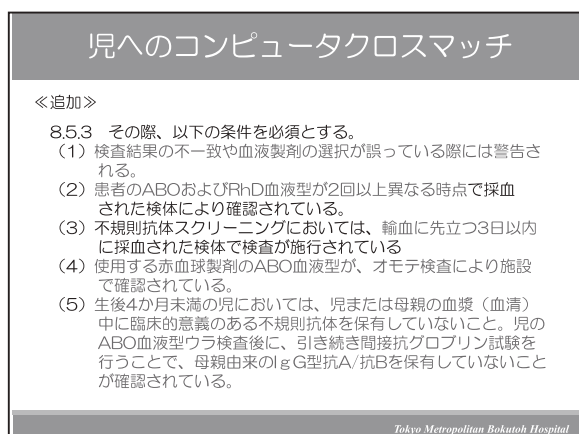 児へのコンピュータクロスマッチ
≪追加≫
8.5.3 その際、以下の条件を必須とする。
（1）検査結果の不一致や血液製剤の選択が誤っている際には警告さ
れる。
（2）患者のABOおよびRhD血液型が2回以上異なる時点で採血
された検体により確認されている。
（3）不規則抗体スクリーニングにおいては、輸血に先立つ3日以内
に採血された検体で検査が施行されている
（4）使用する赤血球製剤のABO血液型が、オモテ検査により施設
で確認されている。
（5）生後4か月未満の児においては、児または母親の血漿（血清）
中に臨床的意義のある不規則抗体を保有していないこと。児の
ABO血液型ウラ検査後に、引き続き間接抗グロブリン試験を
行うことで、母親由来のIgG型抗A/抗Bを保有していないこと
が確認されている。
Tokyo Metropolitan Bokutoh Hospital